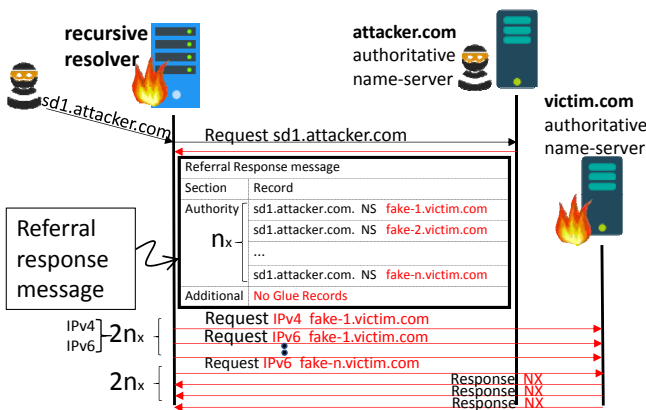 recursive
resolver
attacker.com
authoritative
name-server
victim.com
authoritative
name-server
sd1.attacker.com
Request sd1.attacker.com
Referral Response message
Section Record
Authority sd1.attacker.com. NS fake-1.victim.com
sd1.attacker.com. NS fake-2.victim.com
nₓ
...
sd1.attacker.com. NS fake-n.victim.com
Additional No Glue Records
Referral
response
message
Request IPv4 fake-1.victim.com
IPv4
IPv6
2nₓ
Request IPv6 fake-1.victim.com
Request IPv6 fake-n.victim.com
2nₓ
Response NX
Response NX
Response NX